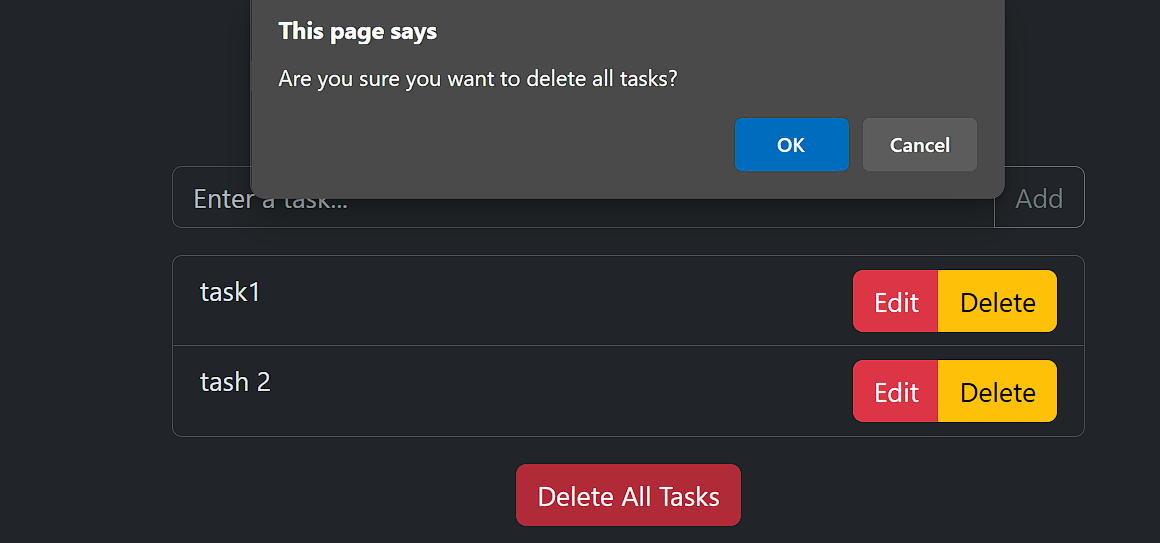 This page says
Are you sure you want to delete all tasks?
OK Cancel
Enter a task... Add
task1 Edit Delete
tash 2 Edit Delete
Delete All Tasks